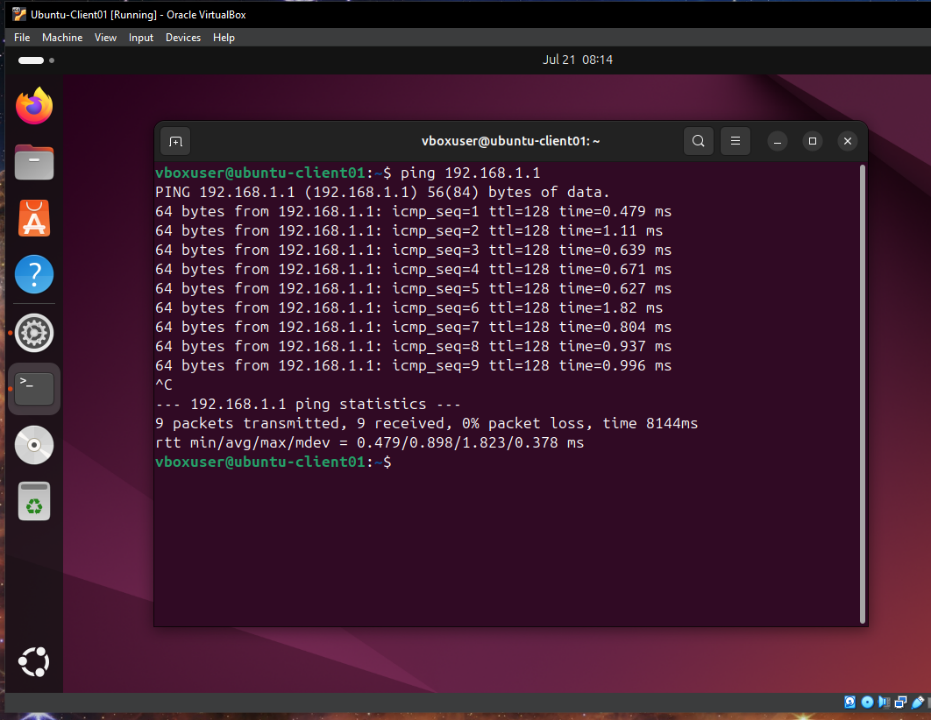 Ubuntu-Client01 [Running] - Oracle VirtualBox
File Machine View Input Devices Help
Jul 21 08:14
vboxuser@ubuntu-client01: ~
vboxuser@ubuntu-client01:~$ ping 192.168.1.1
PING 192.168.1.1 (192.168.1.1) 56(84) bytes of data.
64 bytes from 192.168.1.1: icmp_seq=1 ttl=128 time=0.479 ms
64 bytes from 192.168.1.1: icmp_seq=2 ttl=128 time=1.11 ms
64 bytes from 192.168.1.1: icmp_seq=3 ttl=128 time=0.639 ms
64 bytes from 192.168.1.1: icmp_seq=4 ttl=128 time=0.671 ms
64 bytes from 192.168.1.1: icmp_seq=5 ttl=128 time=0.627 ms
64 bytes from 192.168.1.1: icmp_seq=6 ttl=128 time=1.82 ms
64 bytes from 192.168.1.1: icmp_seq=7 ttl=128 time=0.804 ms
64 bytes from 192.168.1.1: icmp_seq=8 ttl=128 time=0.937 ms
64 bytes from 192.168.1.1: icmp_seq=9 ttl=128 time=0.996 ms
^C
--- 192.168.1.1 ping statistics ---
9 packets transmitted, 9 received, 0% packet loss, time 8144ms
rtt min/avg/max/mdev = 0.479/0.898/1.823/0.378 ms
vboxuser@ubuntu-client01:~$